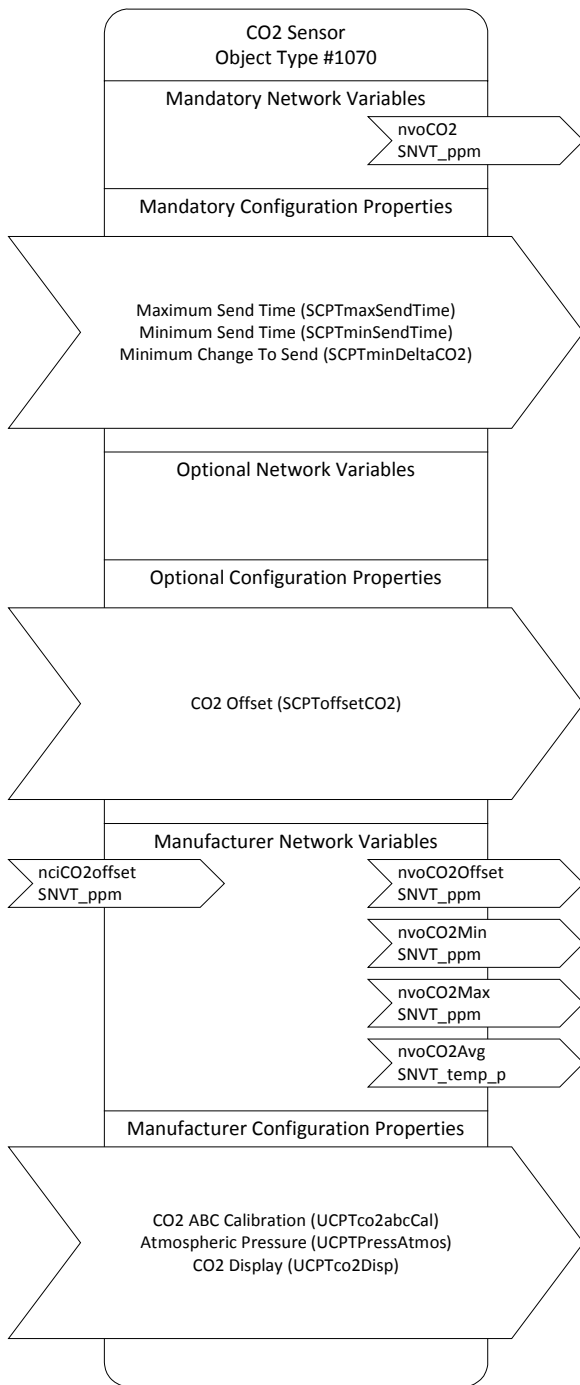 CO2 Sensor
Object Type #1070
Mandatory Network Variables
nvoCO2
SNVT_ppm
Mandatory Configuration Properties
Maximum Send Time (SCPTmaxSendTime)
Minimum Send Time (SCPTminSendTime)
Minimum Change To Send (SCPTminDeltaCO2)
Optional Network Variables
Optional Configuration Properties
CO2 Offset (SCPToffsetCO2)
Manufacturer Network Variables
nciCO2offset
SNVT_ppm
nvoCO2Offset
SNVT_ppm
nvoCO2Min
SNVT_ppm
nvoCO2Max
SNVT_ppm
nvoCO2Avg
SNVT_temp_p
Manufacturer Configuration Properties
CO2 ABC Calibration (UCPTco2abcCal)
Atmospheric Pressure (UCPTPressAtmos)
CO2 Display (UCPTco2Disp)